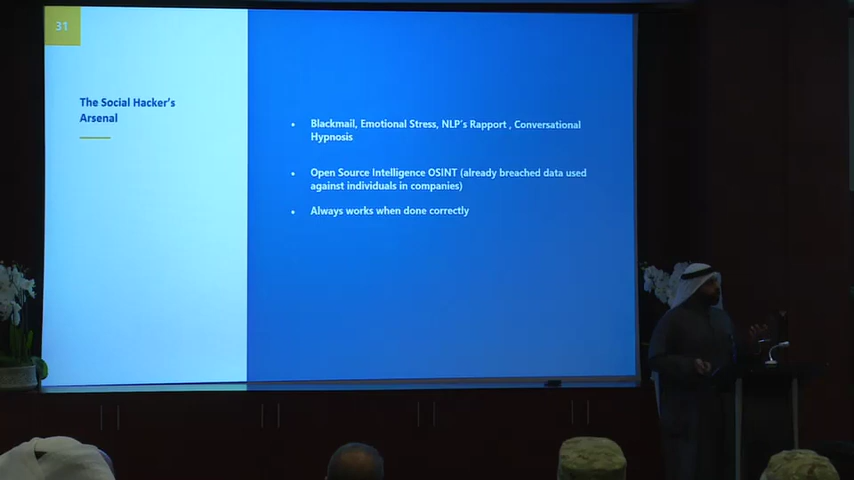 31
The Social Hacker's
Arsenal
• Blackmail, Emotional Stress, NLP's Rapport , Conversational
Hypnosis
• Open Source Intelligence OSINT (already breached data used
against individuals in companies)
• Always works when done correctly